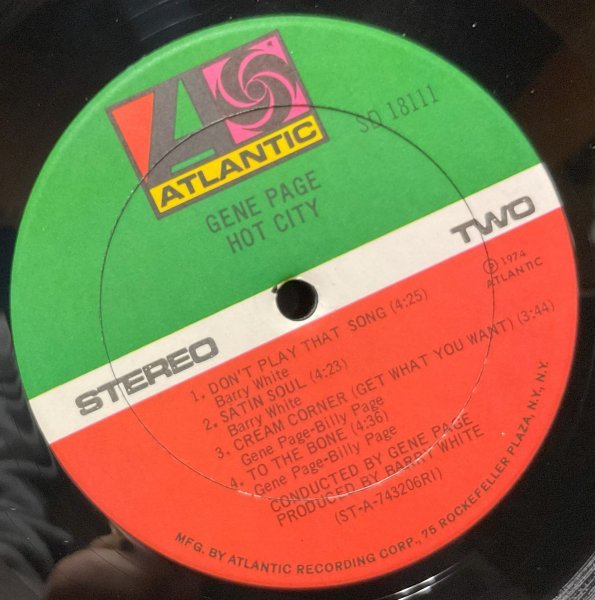 ATLANTIC
SD 18111
GENE PAGE
HOT CITY
STEREO TWO
Ⓟ 1974
ATLANTIC
1. DON'T PLAY THAT SONG (4:25)
Barry White
2. SATIN SOUL (4:23)
Barry White
3. CREAM CORNER (GET WHAT YOU WANT) (3:44)
Gene Page-Billy Page
4. TO THE BONE (4:36)
Gene Page-Billy Page
CONDUCTED BY GENE PAGE
PRODUCED BY BARRY WHITE
(ST-A-743206RI)
MFG. BY ATLANTIC RECORDING CORP., 75 ROCKEFELLER PLAZA, N.Y., N.Y.